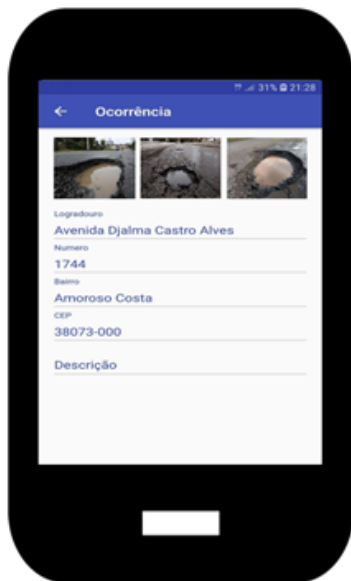 31% 21:28
Ocorrência
Logradouro
Avenida Djalma Castro Alves
Numero
1744
Bairro
Amoroso Costa
CEP
38073-000
Descrição